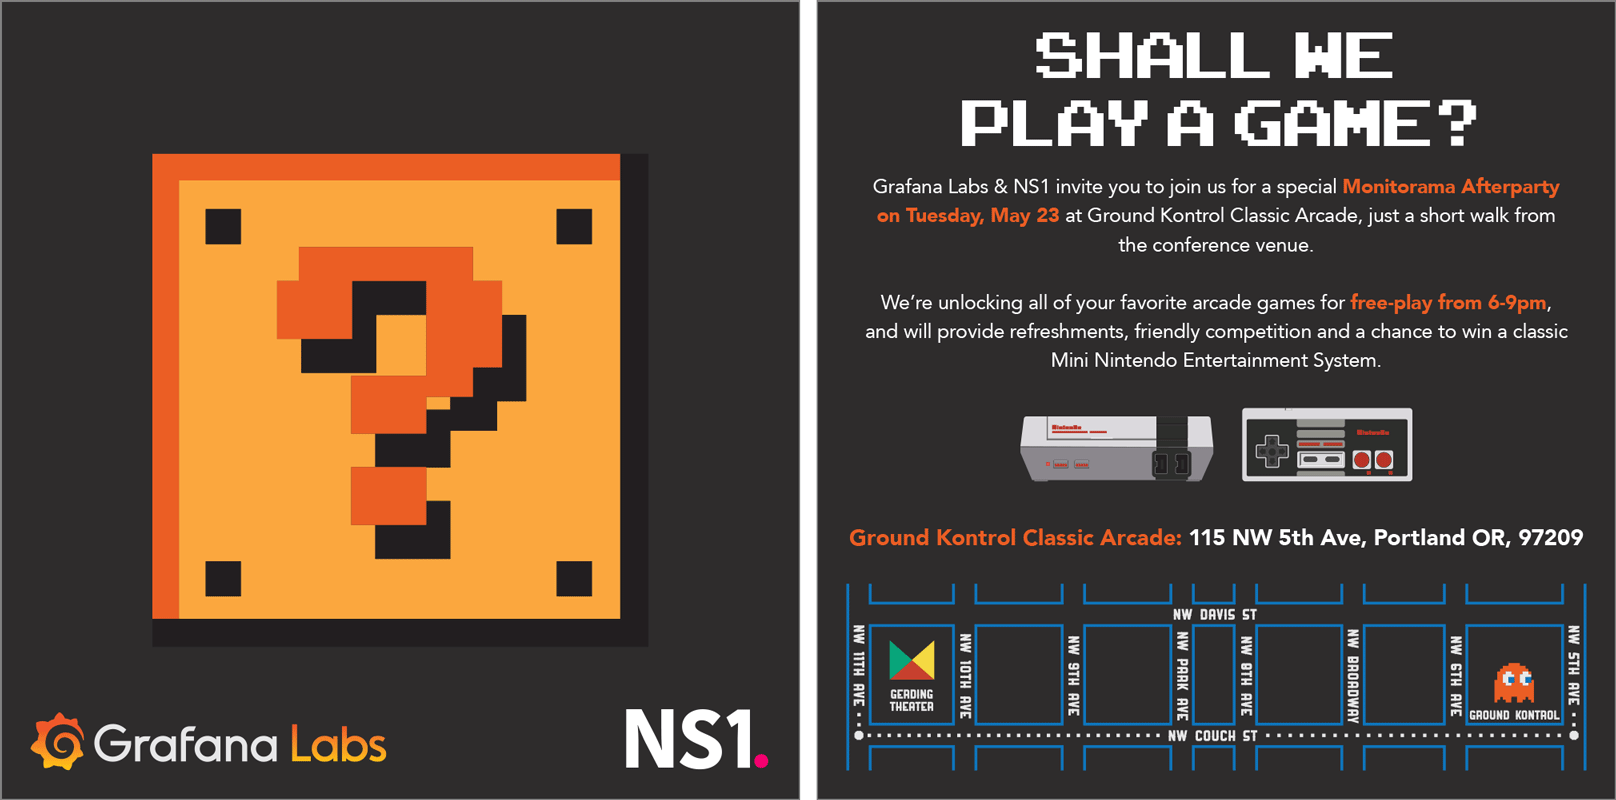 ?
Grafana Labs
NS1.
SHALL WE
PLAY A GAME?
Grafana Labs & NS1 invite you to join us for a special Monitorama Afterparty
on Tuesday, May 23 at Ground Kontrol Classic Arcade, just a short walk from
the conference venue.
We're unlocking all of your favorite arcade games for free-play from 6-9pm,
and will provide refreshments, friendly competition and a chance to win a classic
Mini Nintendo Entertainment System.
Nintendo
Nintendo
Ground Kontrol Classic Arcade: 115 NW 5th Ave, Portland OR, 97209
NW DAVIS ST
NW 11TH AVE
GERDING
THEATER
NW 10TH AVE
NW 9TH AVE
NW PARK AVE
NW 8TH AVE
NW BROADWAY
NW 6TH AVE
GROUND KONTROL
NW 5TH AVE
NW COUCH ST